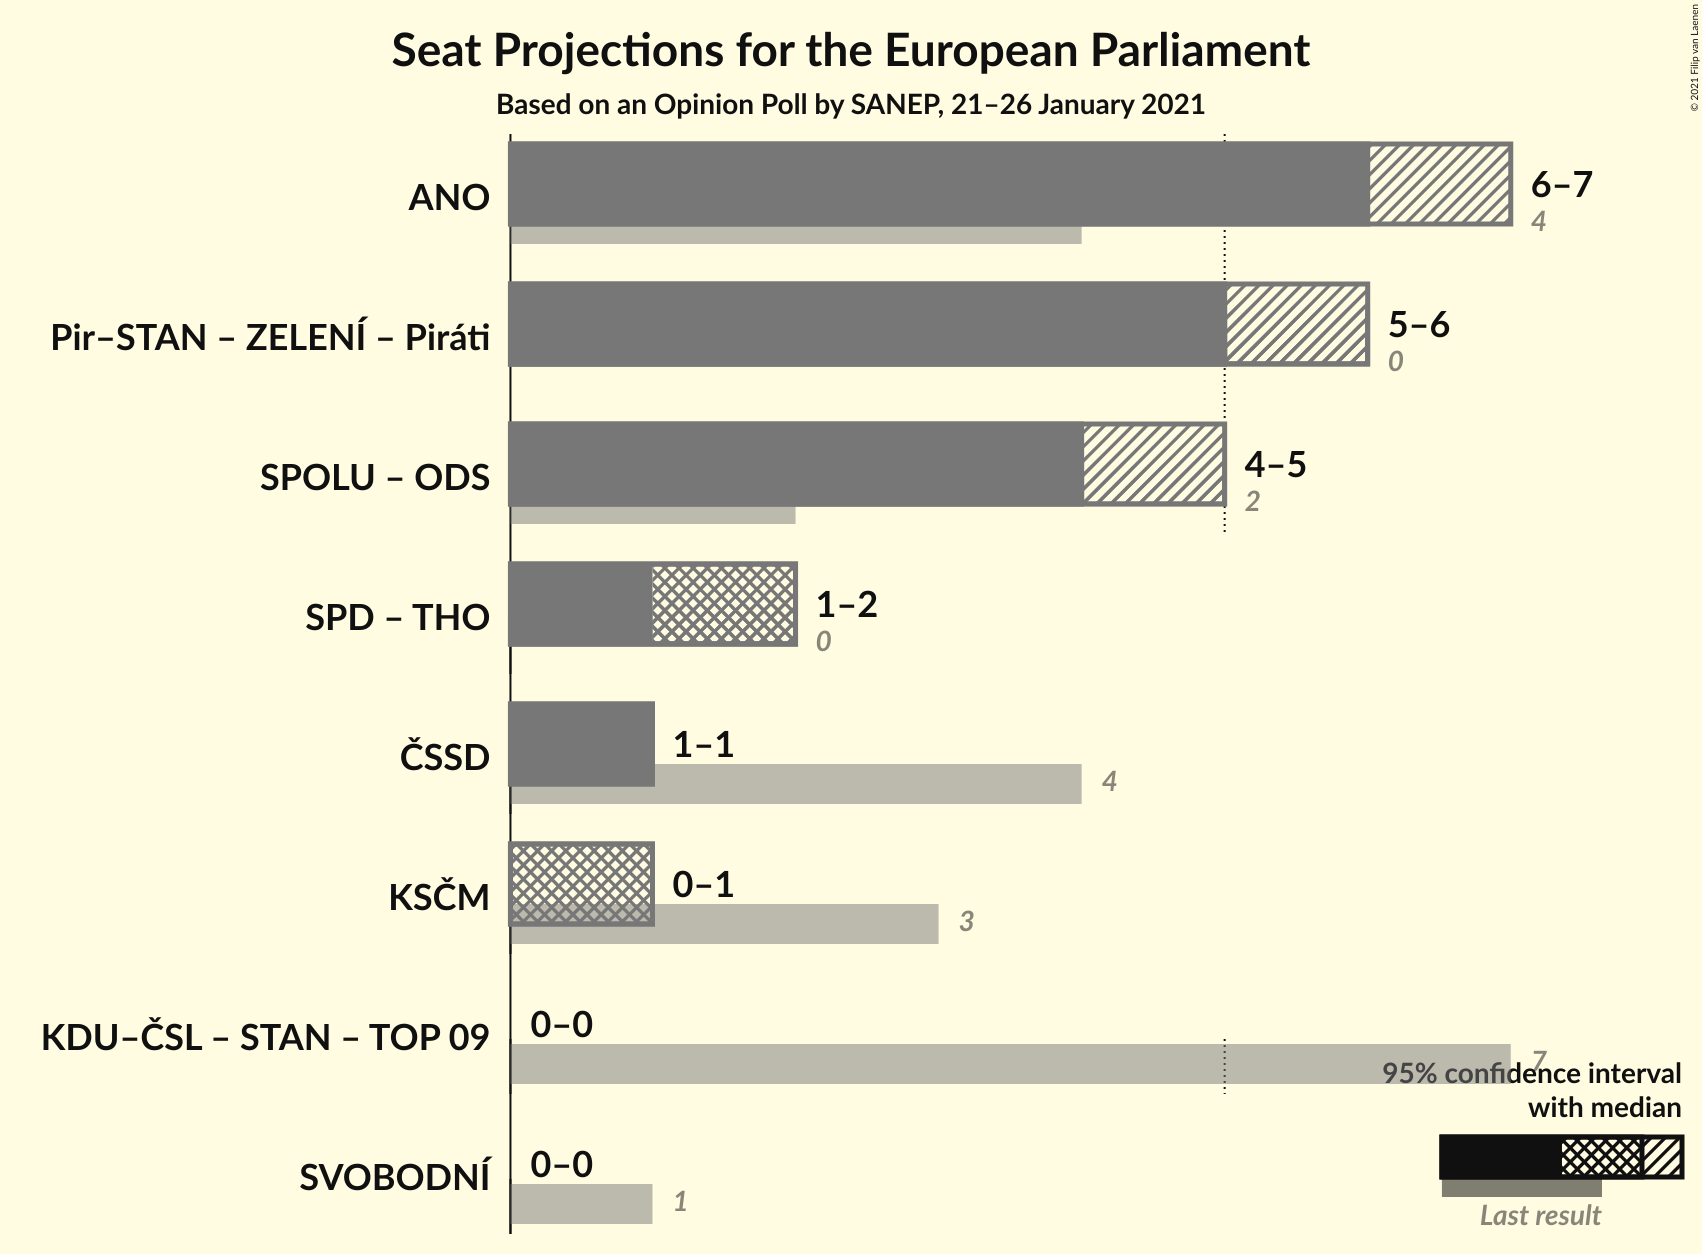 Seat Projections for the European Parliament
Based on an Opinion Poll by SANEP, 21–26 January 2021
© 2021 Filip van Laenen
ANO
6–7
4
Pir–STAN – ZELENÍ – Piráti
5–6
0
SPOLU – ODS
4–5
2
SPD – THO
1–2
0
ČSSD
1–1
4
KSČM
0–1
3
KDU–ČSL – STAN – TOP 09
0–0
7
95% confidence interval
with median
SVOBODNÍ
0–0
1
Last result